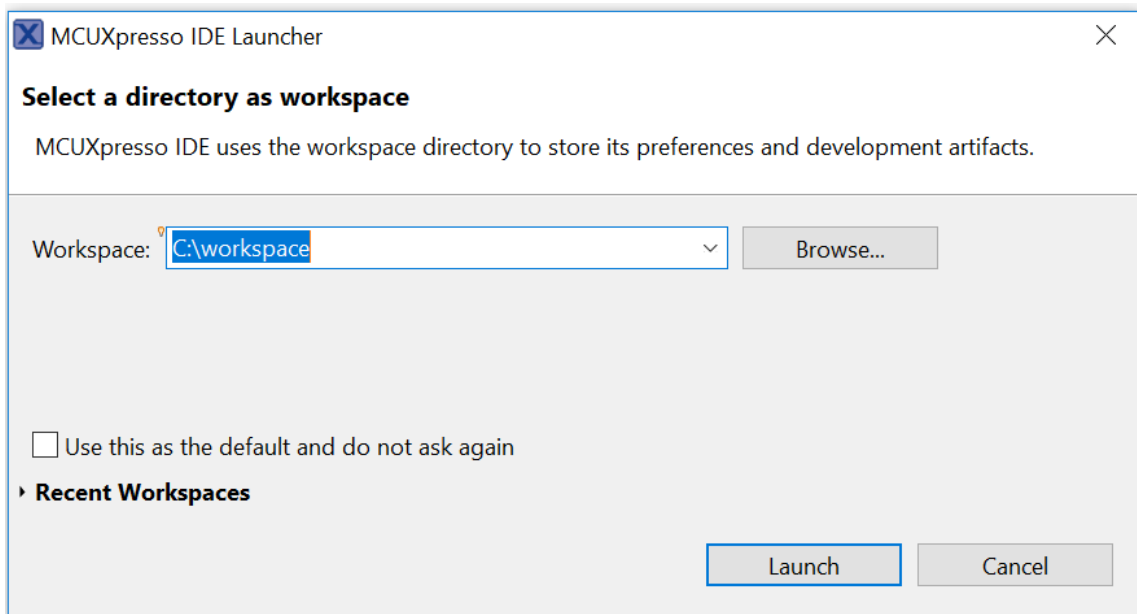 MCUXpresso IDE Launcher
Select a directory as workspace
MCUXpresso IDE uses the workspace directory to store its preferences and development artifacts.
Workspace: C:\workspace Browse...
Use this as the default and do not ask again
Recent Workspaces
Launch Cancel